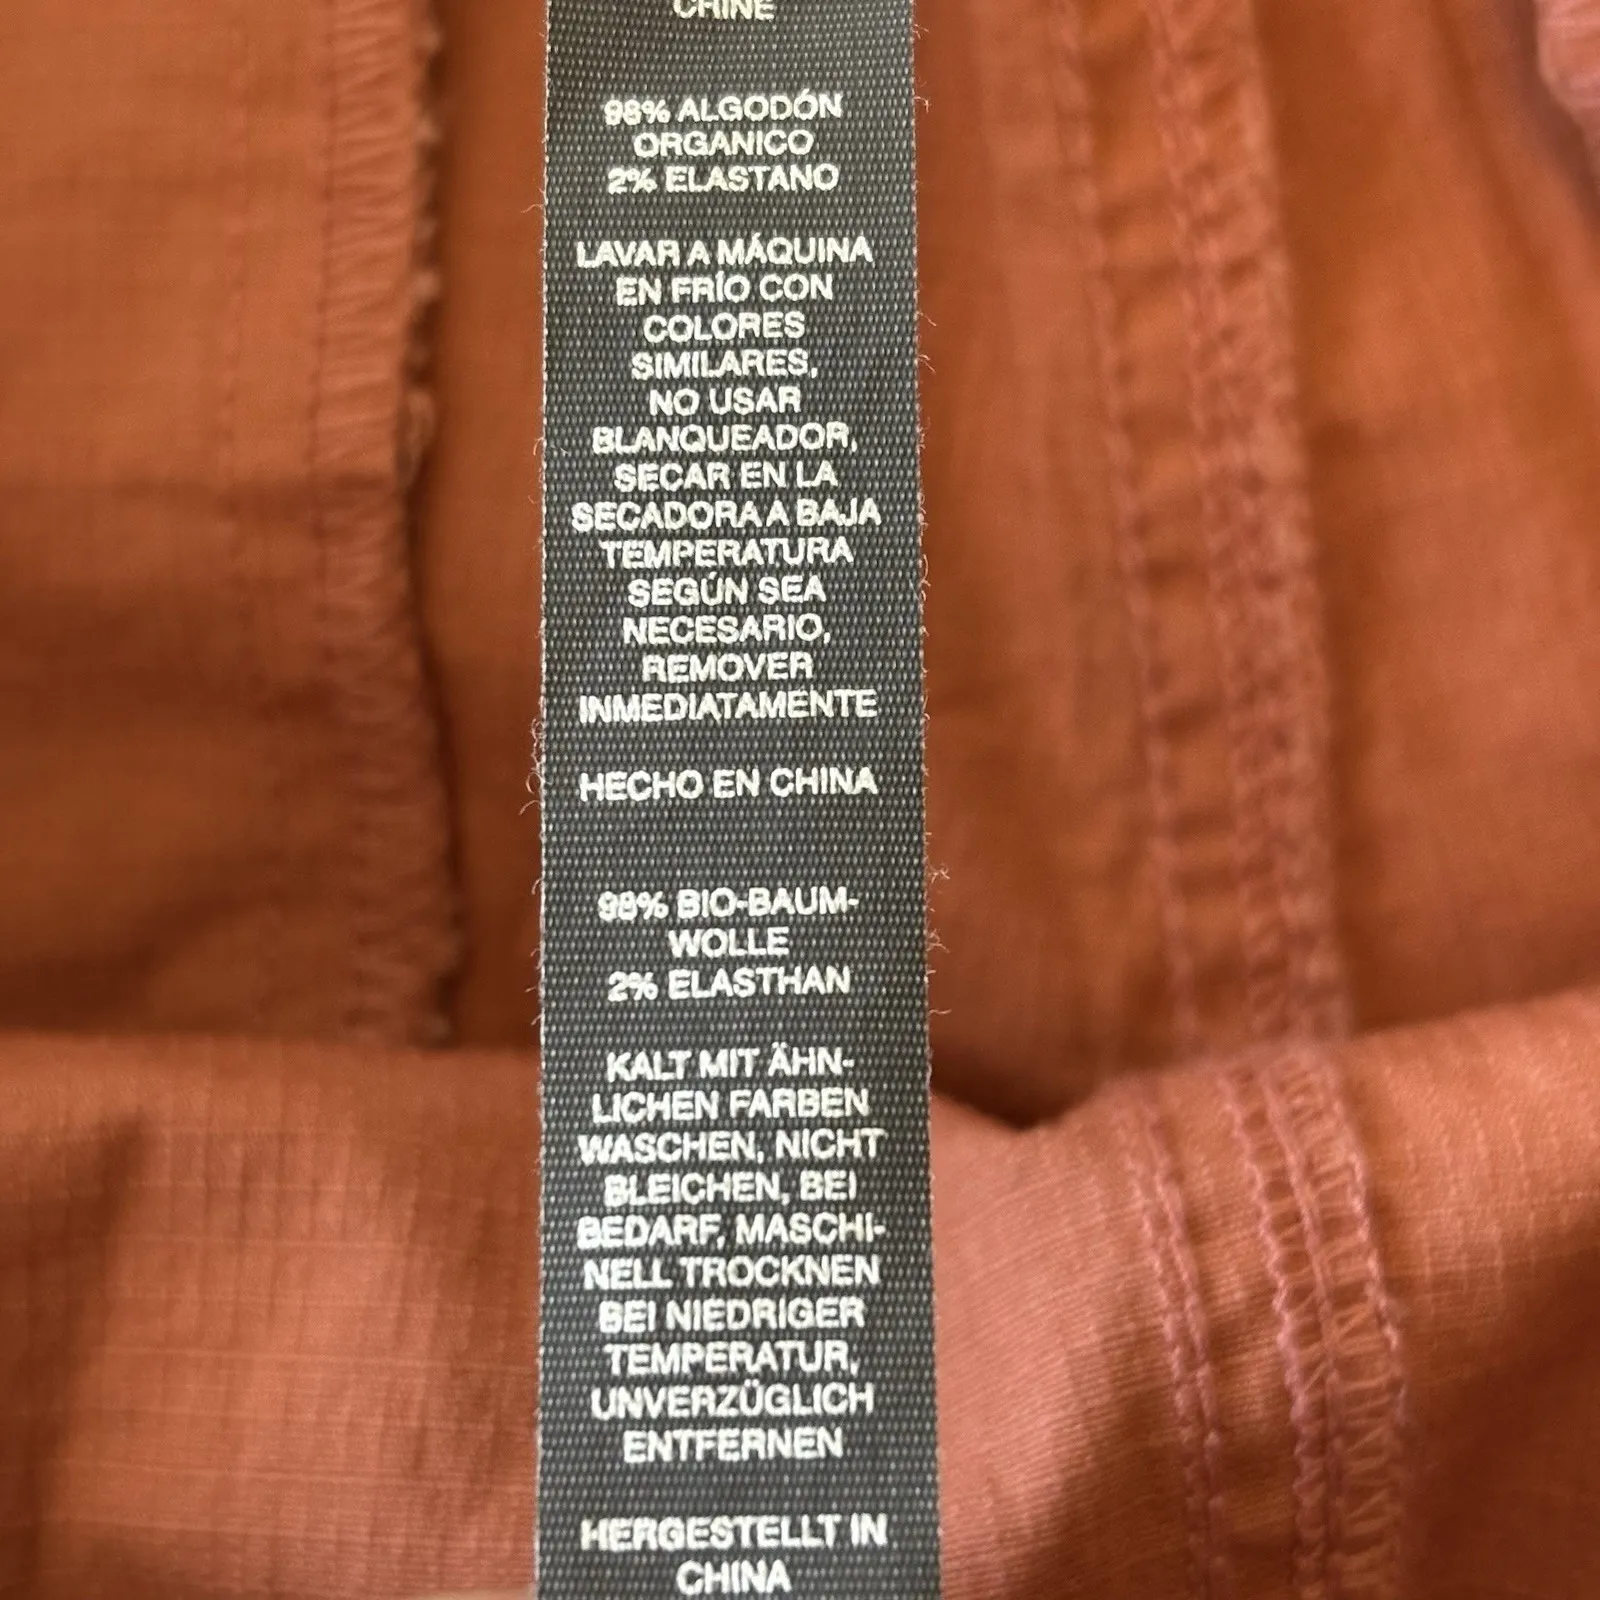 CHINE
98% ALGODÓN
ORGANICO
2% ELASTANO
LAVAR A MÁQUINA
EN FRÍO CON
COLORES
SIMILARES,
NO USAR
BLANQUEADOR,
SECAR EN LA
SECADORA A BAJA
TEMPERATURA
SEGÚN SEA
NECESARIO,
REMOVER
INMEDIATAMENTE
HECHO EN CHINA
98% BIO-BAUM-
WOLLE
2% ELASTHAN
KALT MIT ÄHN-
LICHEN FARBEN
WASCHEN, NICHT
BLEICHEN, BEI
BEDARF, MASCHI-
NELL TROCKNEN
BEI NIEDRIGER
TEMPERATUR,
UNVERZÜGLICH
ENTFERNEN
HERGESTELLT IN
CHINA